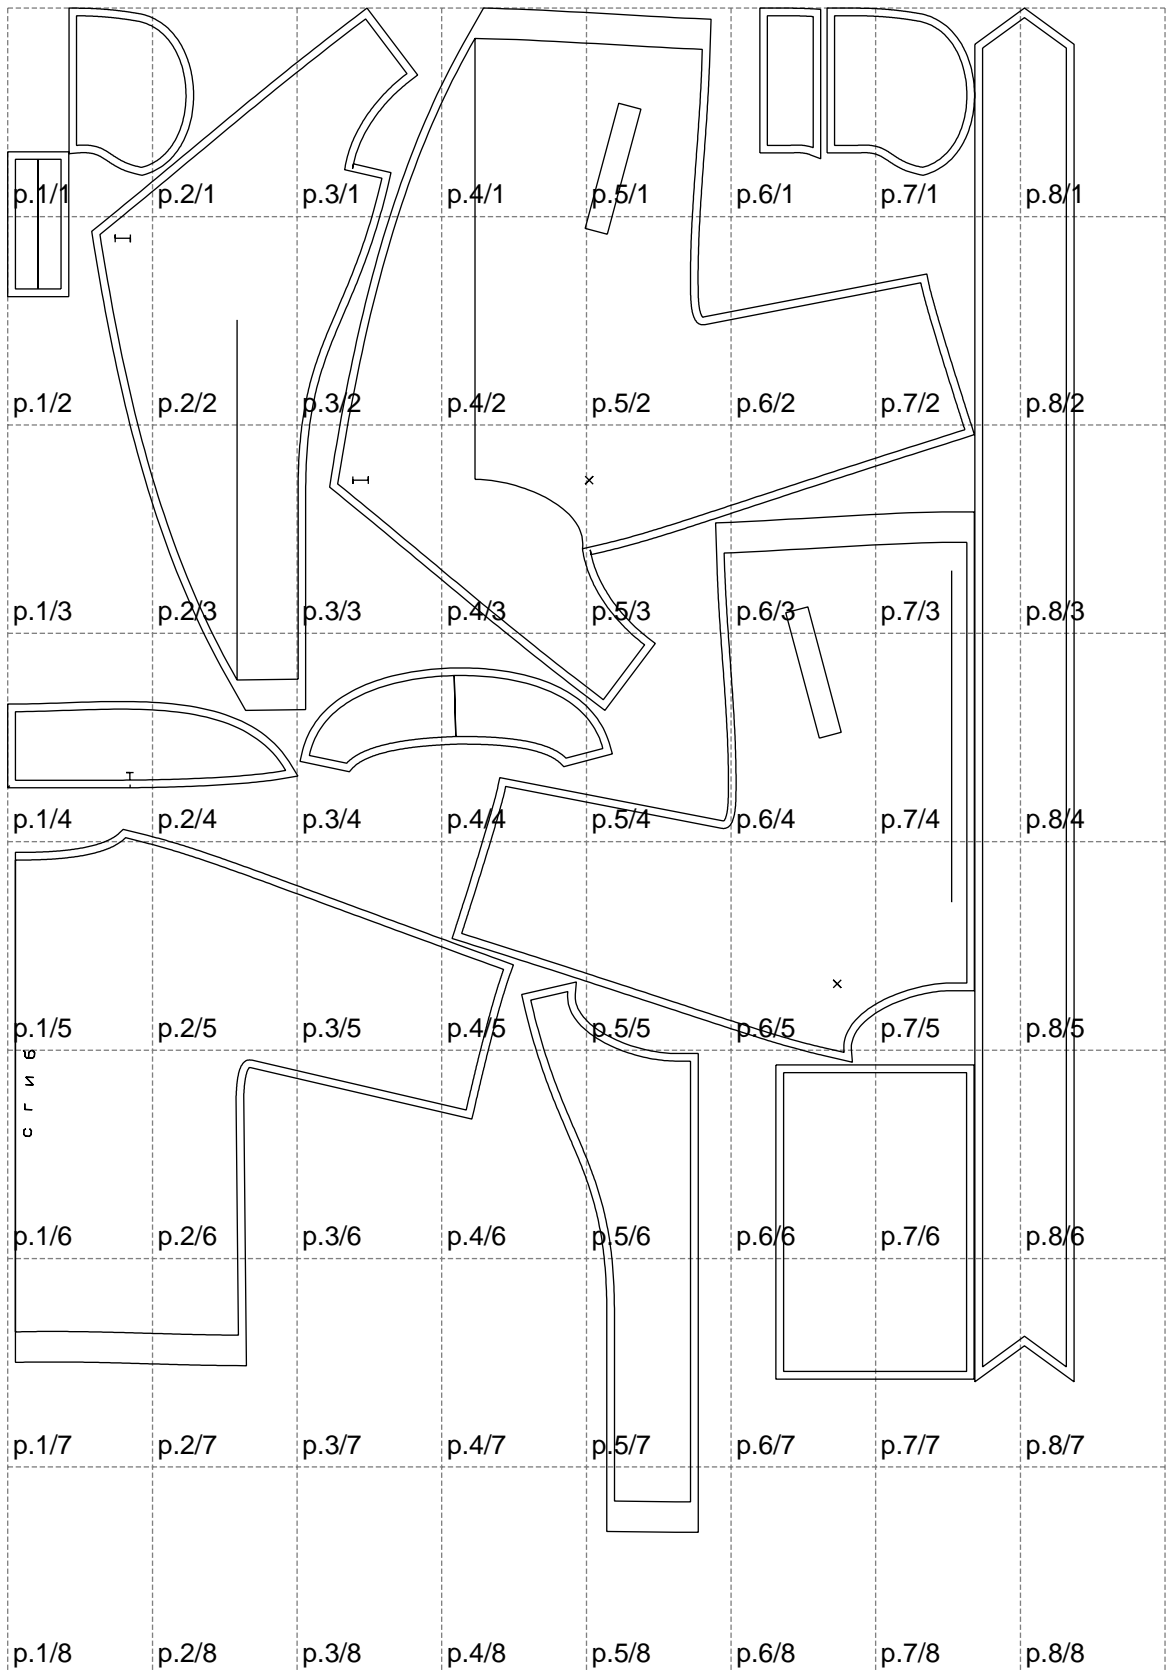 p.1/1 p.2/1 p.3/1 p.4/1 p.5/1 p.6/1 p.7/1 p.8/1
p.1/2 p.2/2 p.3/2 p.4/2 p.5/2 p.6/2 p.7/2 p.8/2
p.1/3 p.2/3 p.3/3 p.4/3 p.5/3 p.6/3 p.7/3 p.8/3
p.1/4 p.2/4 p.3/4 p.4/4 p.5/4 p.6/4 p.7/4 p.8/4
p.1/5 p.2/5 p.3/5 p.4/5 p.5/5 p.6/5 p.7/5 p.8/5
сгиб
p.1/6 p.2/6 p.3/6 p.4/6 p.5/6 p.6/6 p.7/6 p.8/6
p.1/7 p.2/7 p.3/7 p.4/7 p.5/7 p.6/7 p.7/7 p.8/7
p.1/8 p.2/8 p.3/8 p.4/8 p.5/8 p.6/8 p.7/8 p.8/8